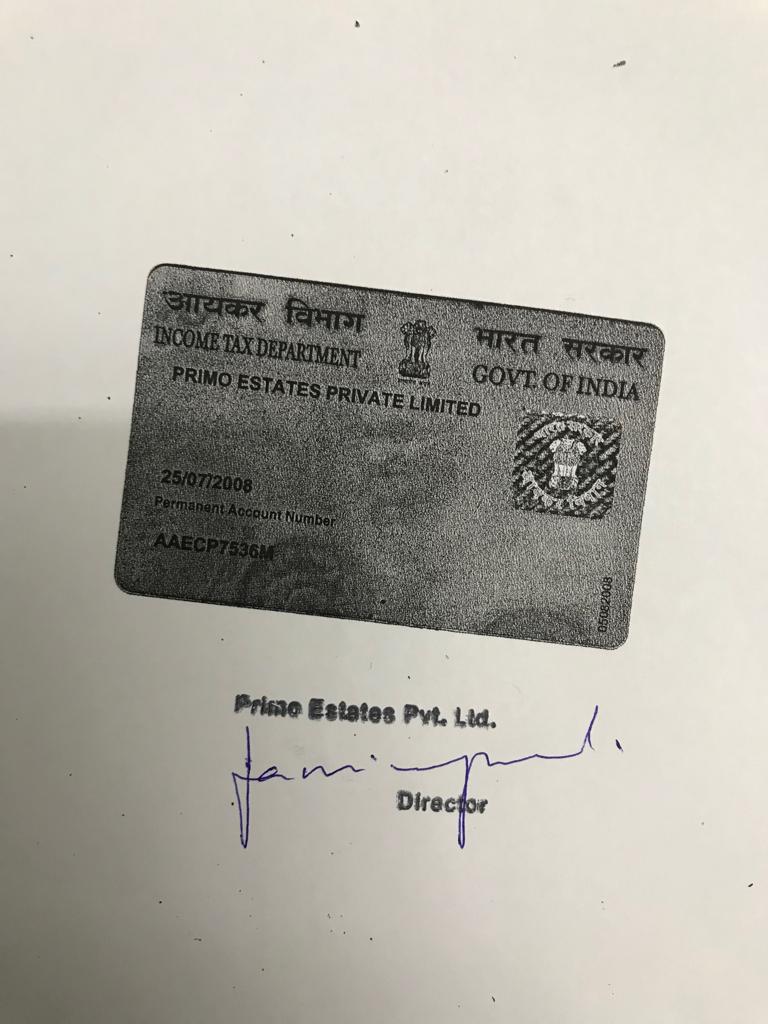 आयकर विभाग
भारत सरकार
INCOME TAX DEPARTMENT
GOVT. OF INDIA
PRIMO ESTATES PRIVATE LIMITED
25/07/2008
Permanent Account Number
AAECP7536M
05082008
Primo Estates Pvt. Ltd.
Director